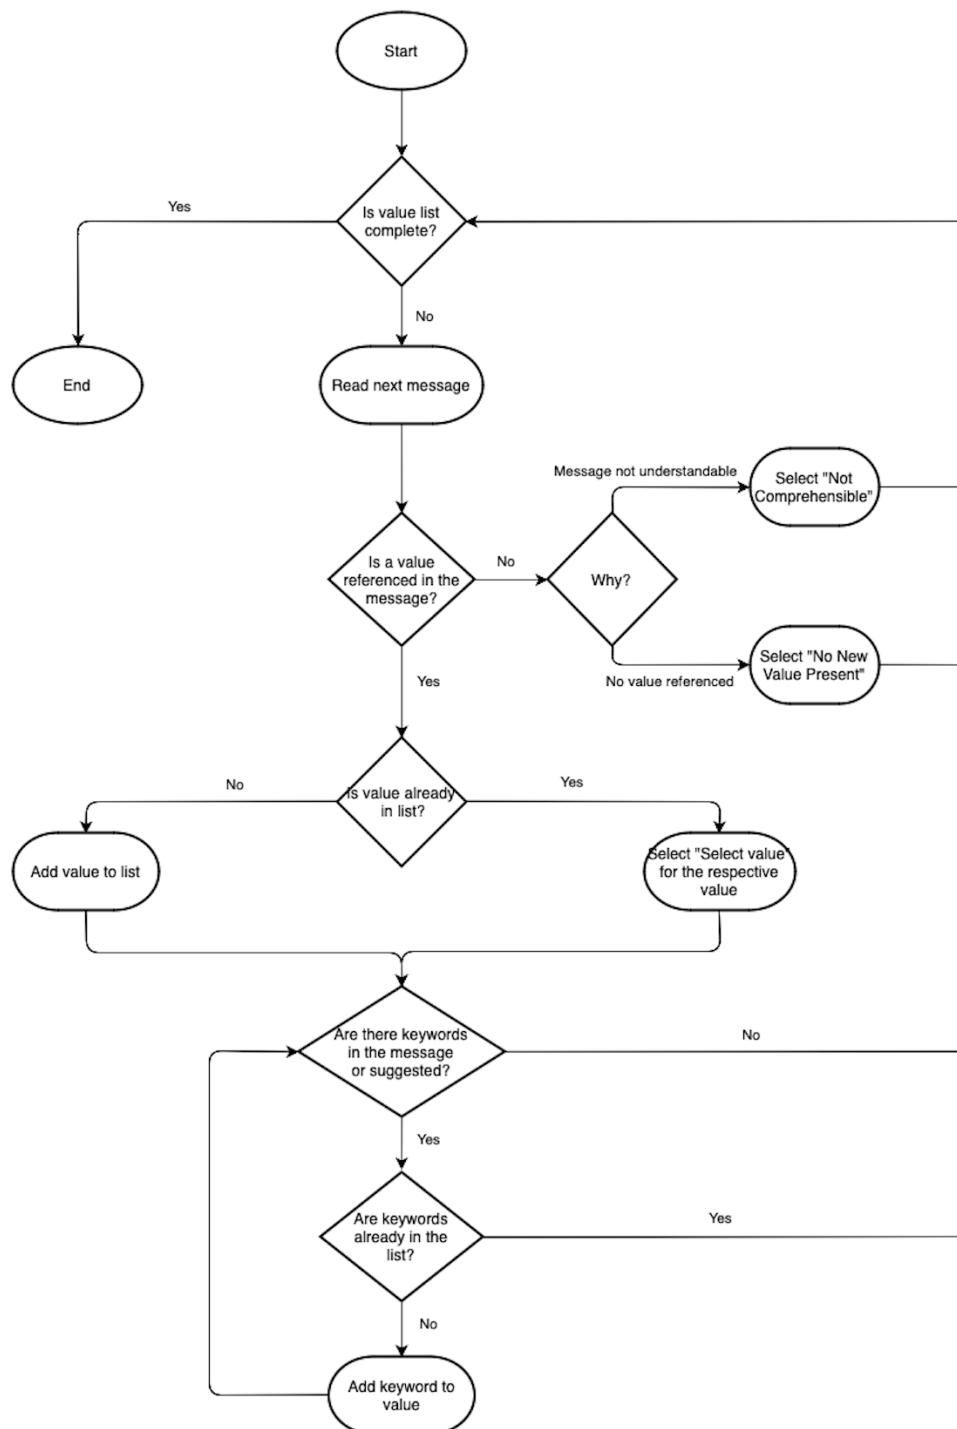 Start
Is value list
complete?
Yes
No
End
Read next message
Message not understandable
Select "Not
Comprehensible"
Is a value
referenced in the
message?
No
Why?
Select "No New
Value Present"
No value referenced
Yes
Is value already
in list?
No
Yes
Add value to list
Select "Select value"
for the respective
value
Are there keywords
in the message
or suggested?
No
Yes
Are keywords
already in the
list?
Yes
No
Add keyword to
value